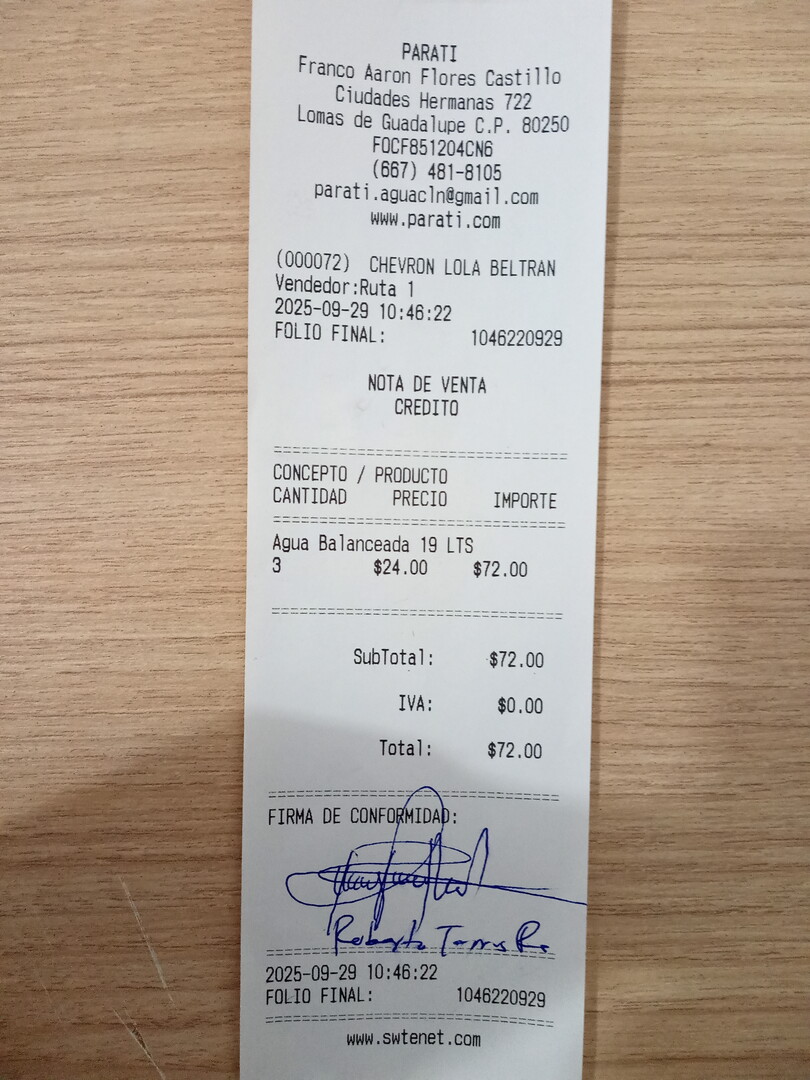 PARATI
Franco Aaron Flores Castillo
Ciudades Hermanas 722
Lomas de Guadalupe C.P. 80250
FOCF851204CN6
(667) 481-8105
parati.aguacln@gmail.com
www.parati.com
(000072) CHEVRON LOLA BELTRAN
Vendedor:Ruta 1
2025-09-29 10:46:22
FOLIO FINAL: 1046220929
NOTA DE VENTA
CREDITO
CONCEPTO / PRODUCTO
CANTIDAD PRECIO IMPORTE
Agua Balanceada 19 LTS
3 $24.00 $72.00
SubTotal: $72.00
IVA: $0.00
Total: $72.00
FIRMA DE CONFORMIDAD:
Roberto
2025-09-29 10:46:22
FOLIO FINAL: 1046220929
www.swtenet.com